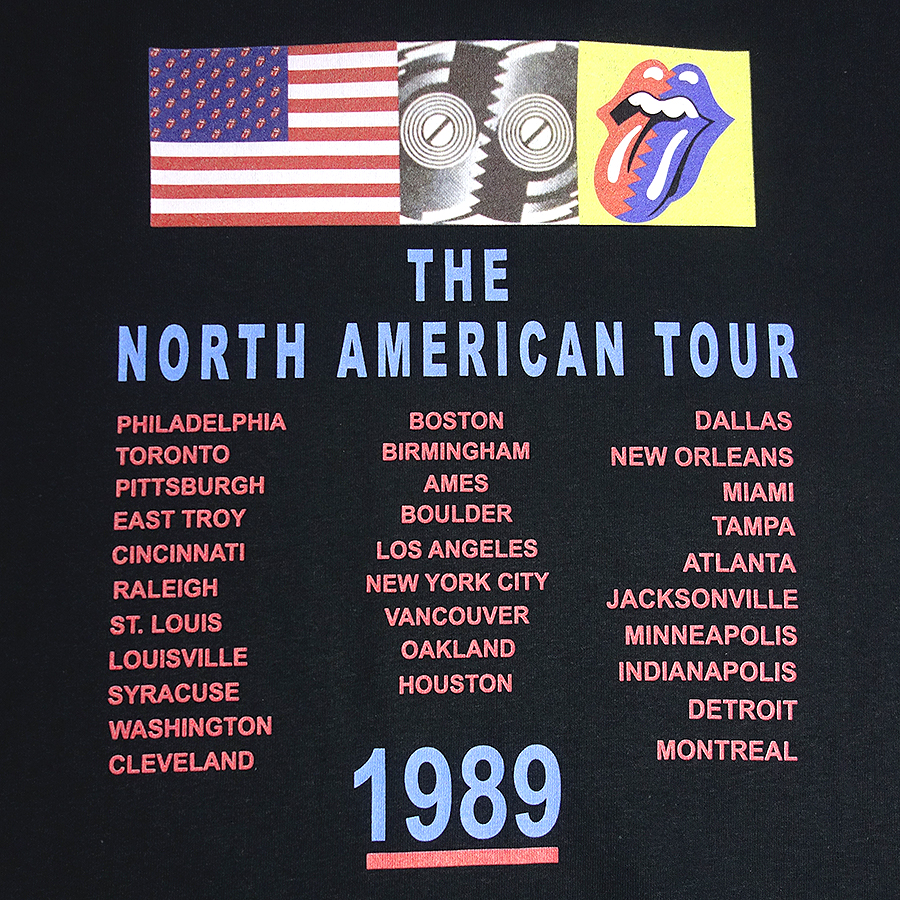 THE
NORTH AMERICAN TOUR
PHILADELPHIA
TORONTO
PITTSBURGH
EAST TROY
CINCINNATI
RALEIGH
ST. LOUIS
LOUISVILLE
SYRACUSE
WASHINGTON
CLEVELAND
BOSTON
BIRMINGHAM
AMES
BOULDER
LOS ANGELES
NEW YORK CITY
VANCOUVER
OAKLAND
HOUSTON
DALLAS
NEW ORLEANS
MIAMI
TAMPA
ATLANTA
JACKSONVILLE
MINNEAPOLIS
INDIANAPOLIS
DETROIT
MONTREAL
1989